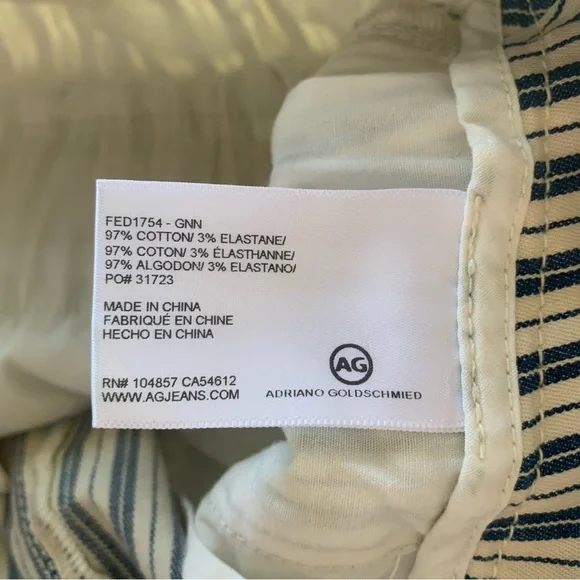 FED1754 - GNN
97% COTTON/ 3% ELASTANE/
97% COTON/ 3% ÉLASTHANNE/
97% ALGODON/ 3% ELASTANO/
PO# 31723
MADE IN CHINA
FABRIQUÉ EN CHINE
HECHO EN CHINA
RN# 104857 CA54612
WWW.AGJEANS.COM
AG
ADRIANO GOLDSCHMIED